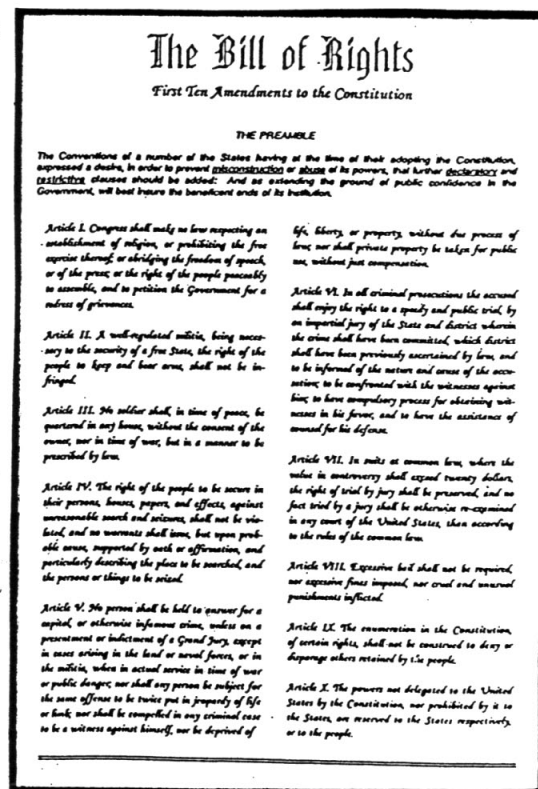 The Bill of Rights
First Ten Amendments to the Constitution
THE PREAMBLE
The Conventions of a number of the States having at the time of their adopting the Constitution,
expressed a desire, in order to prevent misconstruction or abuse of its powers, that further declaratory and
restrictive clauses should be added: And as extending the ground of public confidence in the
Government, will best insure the beneficent ends of its institution.
Article I. Congress shall make no law respecting an
establishment of religion, or prohibiting the free
exercise thereof; or abridging the freedom of speech,
or of the press; or the right of the people peaceably
to assemble, and to petition the Government for a
redress of grievances.
Article II. A well-regulated militia, being neces-
sary to the security of a free State, the right of the
people to keep and bear arms, shall not be in-
fringed.
Article III. No soldier shall, in time of peace, be
quartered in any house, without the consent of the
owner, nor in time of war, but in a manner to be
prescribed by law.
Article IV. The right of the people to be secure in
their persons, houses, papers, and effects, against
unreasonable search and seizures, shall not be vio-
lated, and no warrants shall issue, but upon prob-
able cause, supported by oath or affirmation, and
particularly describing the place to be searched, and
the persons or things to be seized.
Article V. No person shall be held to answer for a
capital, or otherwise infamous crime, unless on a
presentment or indictment of a Grand Jury, except
in cases arising in the land or naval forces, or in
the militia, when in actual service in time of war
or public danger; nor shall any person be subject for
the same offense to be twice put in jeopardy of life
or limb; nor shall be compelled in any criminal case
to be a witness against himself, nor be deprived of
life, liberty, or property, without due process of
law; nor shall private property be taken for public
use, without just compensation.
Article VI. In all criminal prosecutions the accused
shall enjoy the right to a speedy and public trial, by
an impartial jury of the State and district wherein
the crime shall have been committed, which district
shall have been previously ascertained by law, and
to be informed of the nature and cause of the accu-
sation; to be confronted with the witnesses against
him; to have compulsory process for obtaining wit-
nesses in his favor, and to have the assistance of
counsel for his defense.
Article VII. In suits at common law, where the
value in controversy shall exceed twenty dollars,
the right of trial by jury shall be preserved, and no
fact tried by a jury shall be otherwise re-examined
in any court of the United States, than according
to the rules of the common law.
Article VIII. Excessive bail shall not be required,
nor excessive fines imposed, nor cruel and unusual
punishments inflicted.
Article IX. The enumeration in the Constitution,
of certain rights, shall not be construed to deny or
disparage others retained by the people.
Article X. The powers not delegated to the United
States by the Constitution, nor prohibited by it to
the States, are reserved to the States respectively,
or to the people.